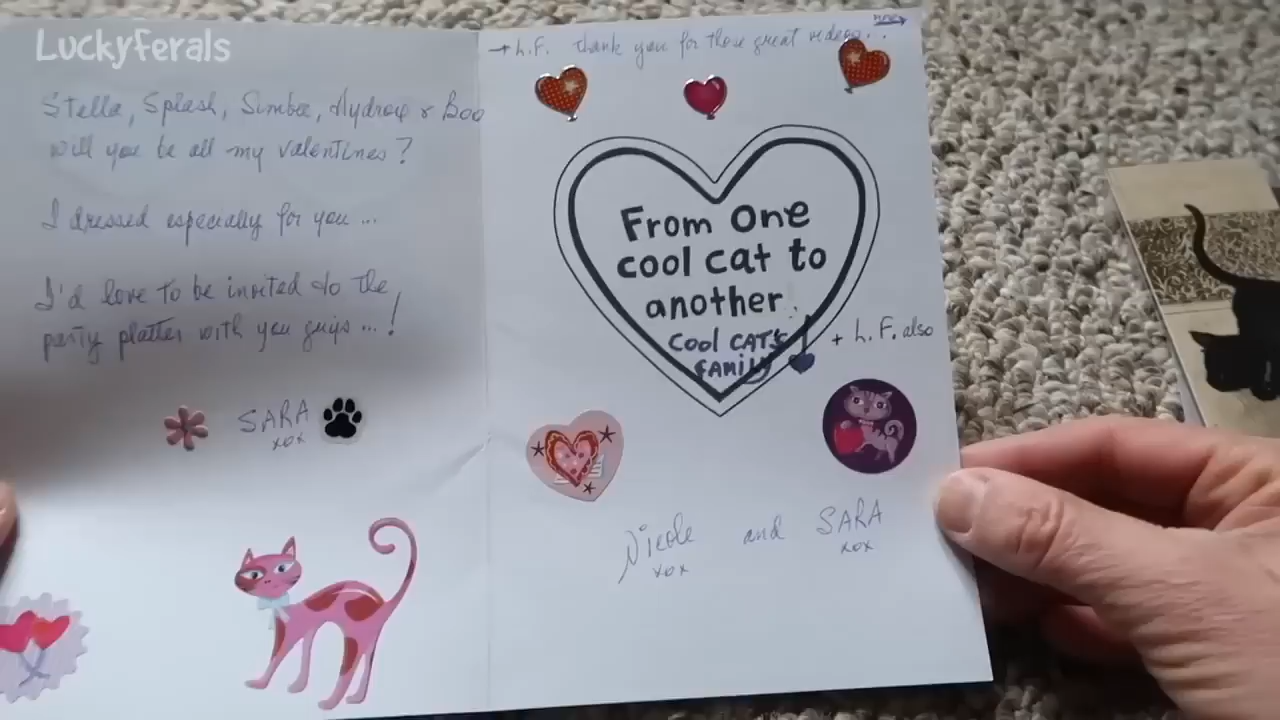 LuckyFerals
Stella, Splash, Simba, Hydrox & Boo
will you be all my valentines?
I dressed especially for you ...
I'd love to be invited to the
party platter with you guys ... !
SARA
xox
+ L.F. Thank you for those great videos...
From one
cool cat to
another
Cool CATS
FAMILY !
+ L.F. also
Nicole and SARA
xox xox